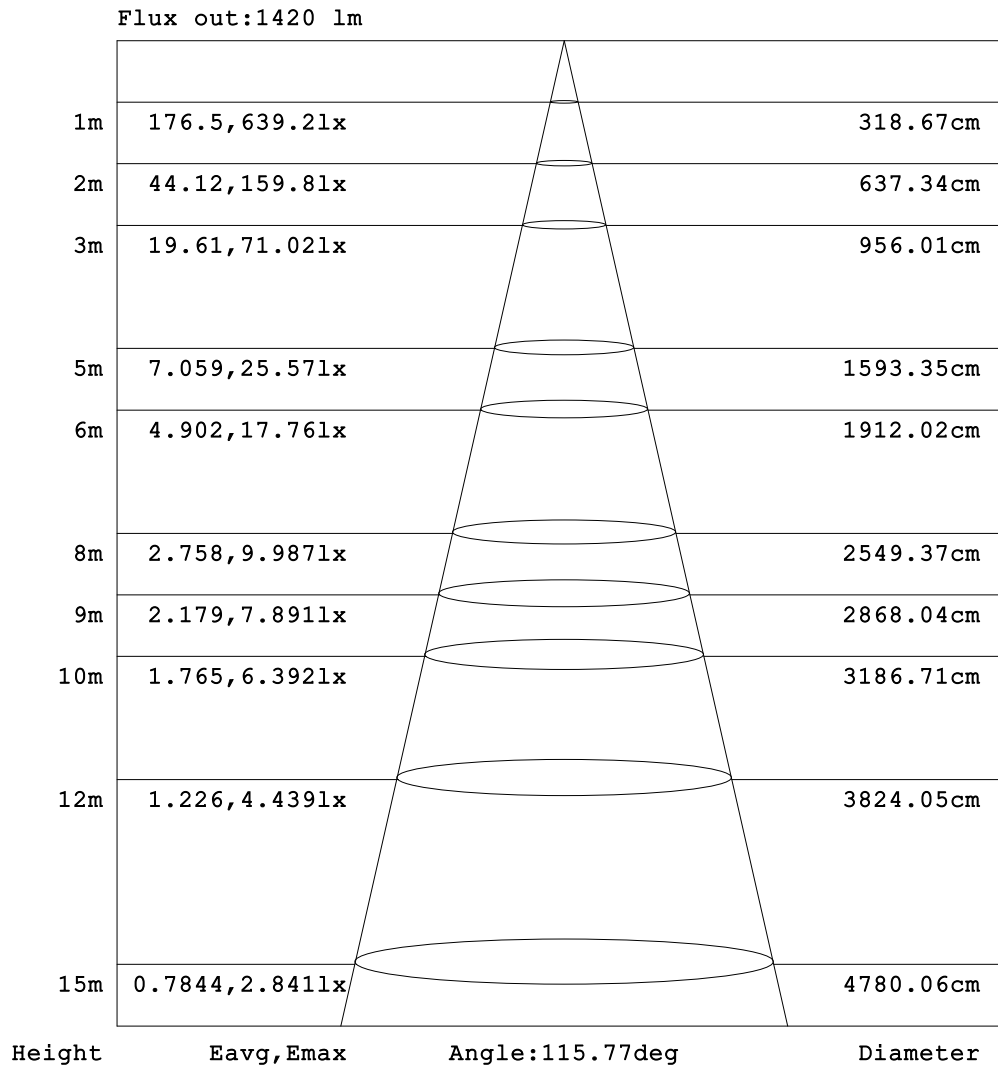 Flux out:1420 lm
1m 176.5,639.2lx 318.67cm
2m 44.12,159.8lx 637.34cm
3m 19.61,71.02lx 956.01cm
5m 7.059,25.57lx 1593.35cm
6m 4.902,17.76lx 1912.02cm
8m 2.758,9.987lx 2549.37cm
9m 2.179,7.891lx 2868.04cm
10m 1.765,6.392lx 3186.71cm
12m 1.226,4.439lx 3824.05cm
15m 0.7844,2.841lx 4780.06cm
Height Eavg,Emax Angle:115.77deg Diameter